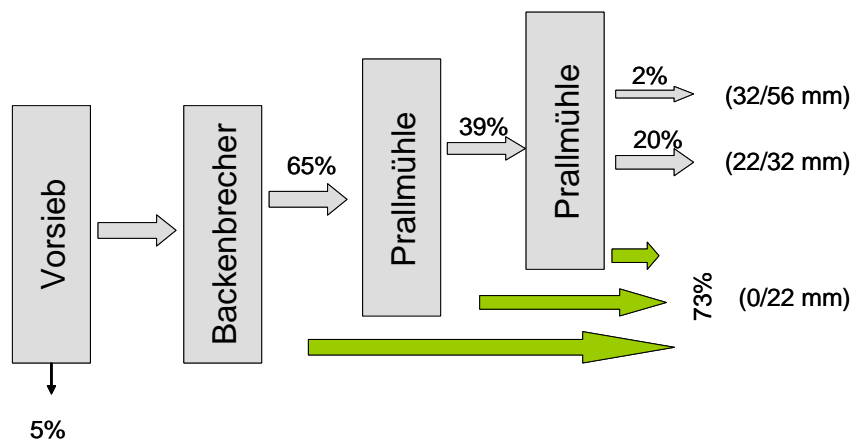 Vorsieb
5%
Backenbrecher
65%
Prallmühle
39%
Prallmühle
2%
(32/56 mm)
20%
(22/32 mm)
73%
(0/22 mm)